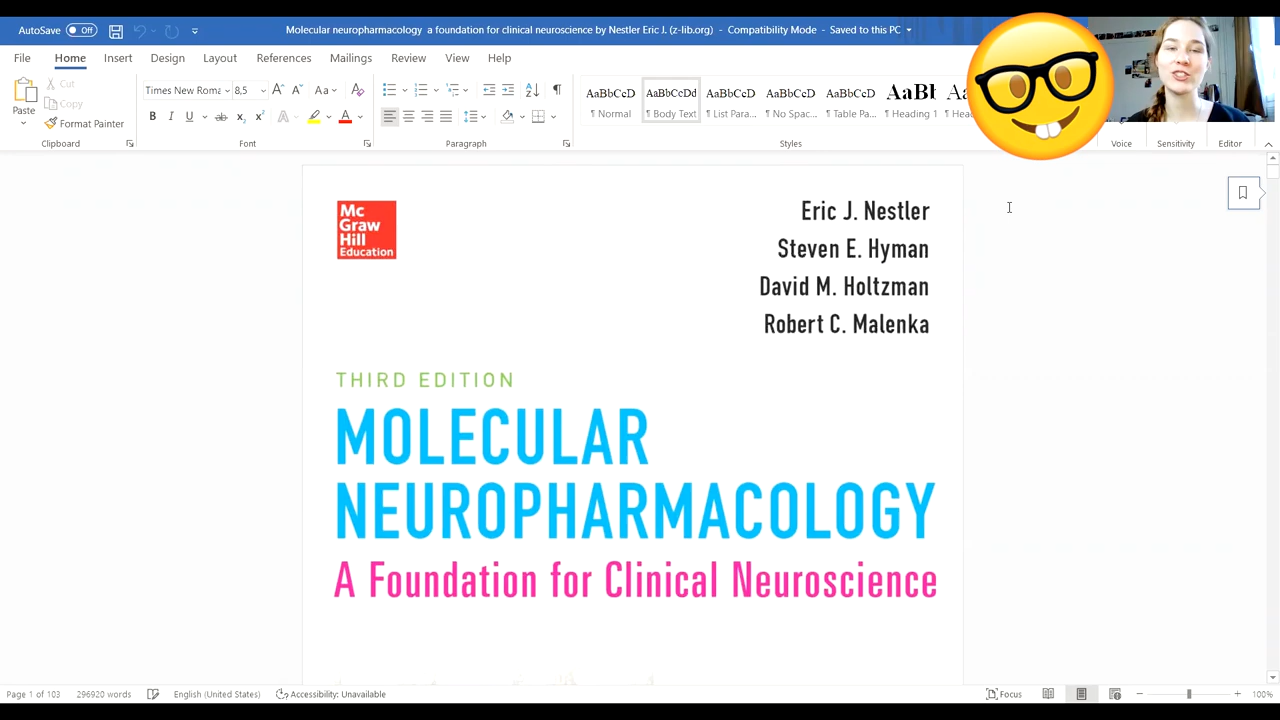 AutoSave Off Molecular neuropharmacology a foundation for clinical neuroscience by Nestler Eric J. (z-lib.org) - Compatibility Mode - Saved to this PC
File Home Insert Design Layout References Mailings Review View Help
Paste Cut Copy Format Painter
Times New Roma 8,5 Aa
B U ab x₂ x² A A
AaBbCcD AaBbCcDd AaBbCcD AaBbCcD AaBbCcD AaBl
¶ Normal ¶ Body Text ¶ List Para... ¶ No Spac... ¶ Table Pa... Heading 1
Clipboard Font Paragraph Styles Voice Sensitivity Editor
Mc
Graw
Hill
Education
Eric J. Nestler
Steven E. Hyman
David M. Holtzman
Robert C. Malenka
THIRD EDITION
MOLECULAR
NEUROPHARMACOLOGY
A Foundation for Clinical Neuroscience
Page 1 of 103 296920 words English (United States) Accessibility: Unavailable Focus 100%